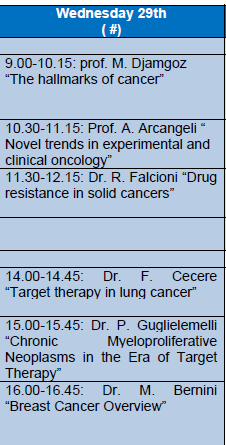 Wednesday 29th
( #)
9.00-10.15: prof. M. Djamgoz
“The hallmarks of cancer”
10.30-11.15: Prof. A. Arcangeli “
Novel trends in experimental and
clinical oncology”
11.30-12.15: Dr. R. Falcioni “Drug
resistance in solid cancers”
14.00-14.45: Dr. F. Cecere
“Target therapy in lung cancer”
15.00-15.45: Dr. P. Guglielemelli
“Chronic Myeloproliferative
Neoplasms in the Era of Target
Therapy”
16.00-16.45: Dr. M. Bernini
“Breast Cancer Overview”